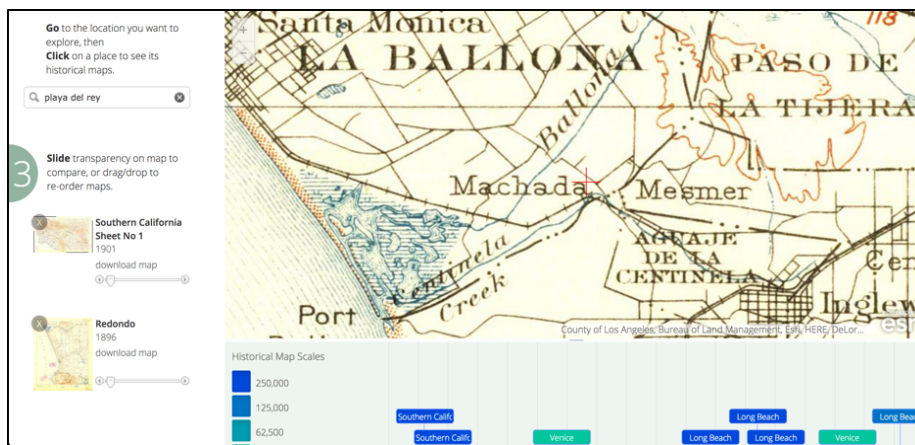 Go to the location you want to
explore, then
Click on a place to see its
historical maps.
playa del rey
3
Slide transparency on map to
compare, or drag/drop to
re-order maps.
X
Southern California
Sheet No 1
1901
download map
X
Redondo
1896
download map
+
Santa Monica
118
LA BALLONA
Ballona
PASO DE
LA TIJERA
Machada
Mesmer
Centinela
Creek
AGUAJE
DE LA
CENTINELA
Cen
Inglew
Port
County of Los Angeles, Bureau of Land Management, Esri, HERE, DeLor...
esri
Historical Map Scales
250,000
125,000
62,500
Southern Califo
Long Beach
Long Beach
Southern Calif
Venice
Long Beach
Long Beach
Venice